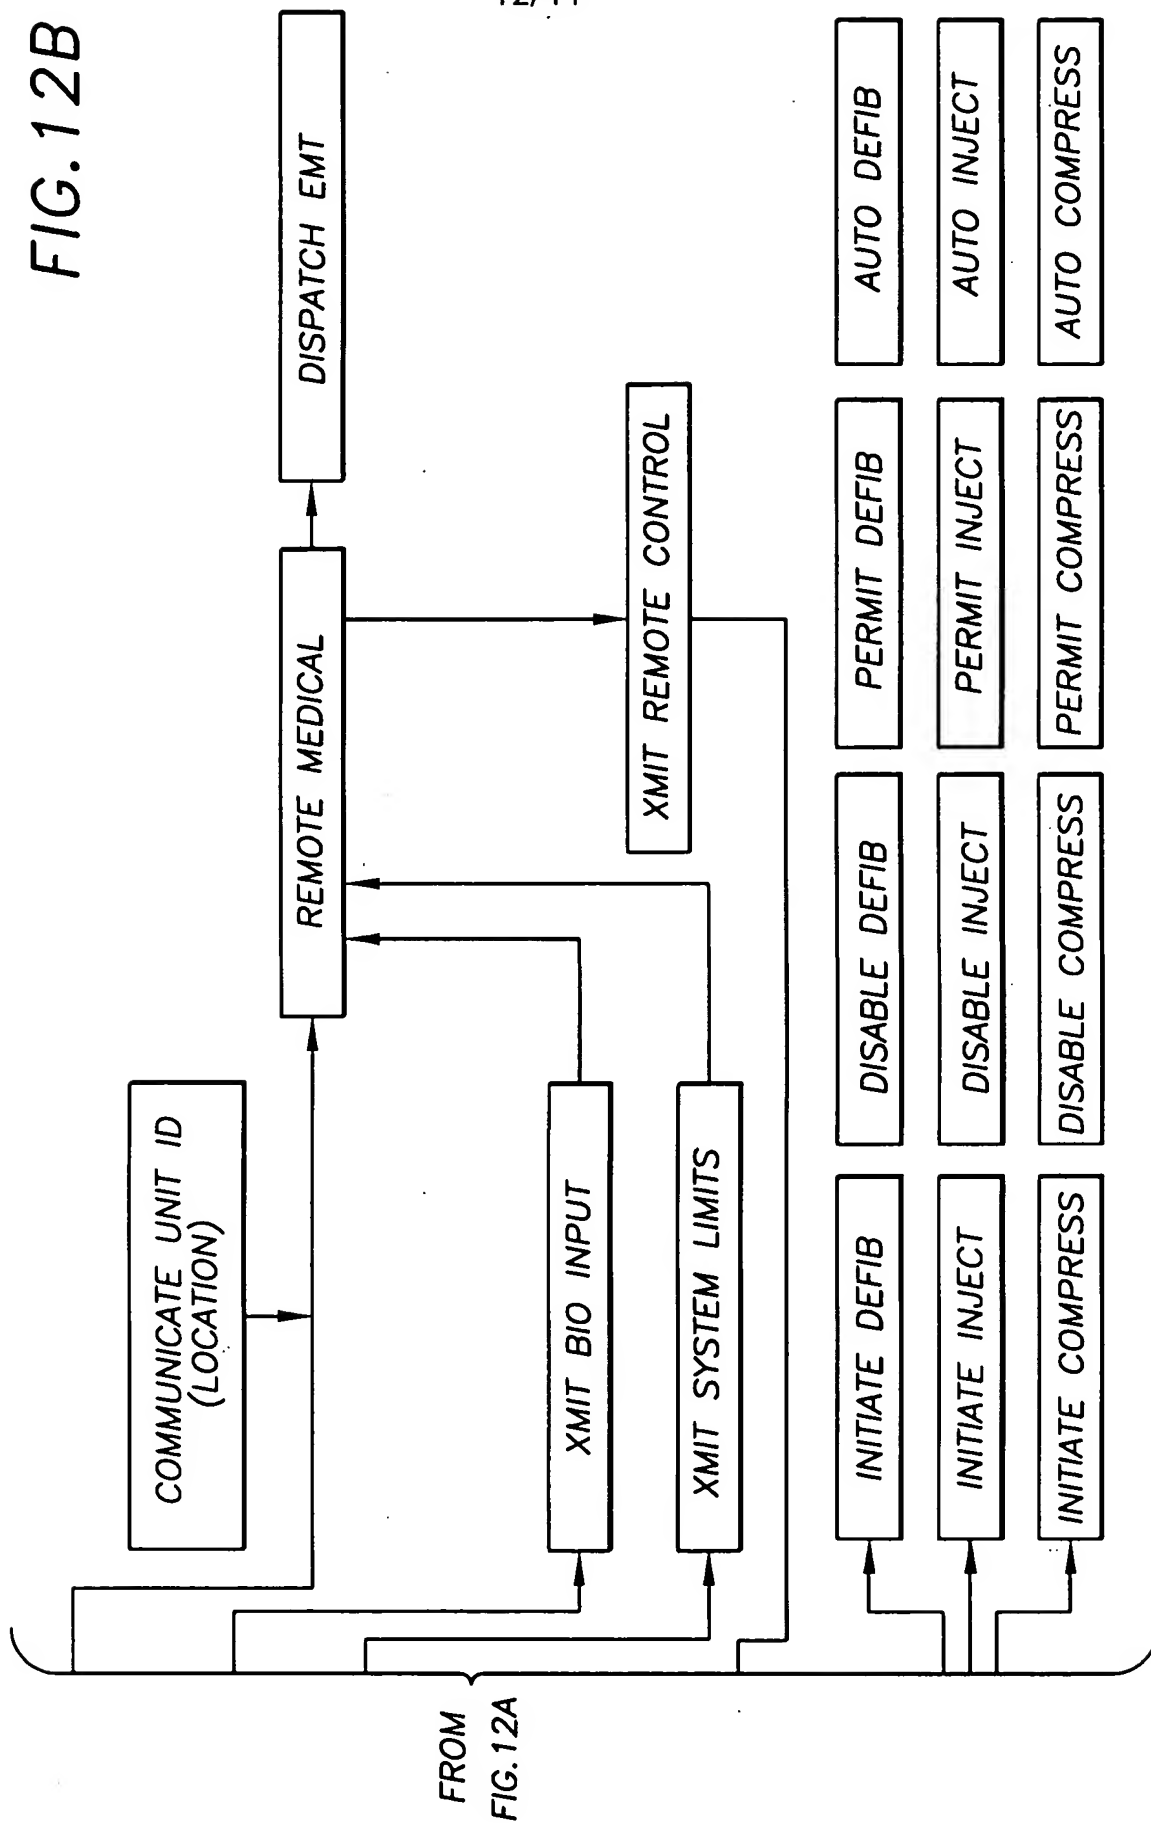 FIG.12B
COMMUNICATE UNIT ID
(LOCATION)
REMOTE MEDICAL
DISPATCH EMT
XMIT BIO INPUT
XMIT SYSTEM LIMITS
XMIT REMOTE CONTROL
FROM
FIG.12A
INITIATE DEFIB
DISABLE DEFIB
PERMIT DEFIB
AUTO DEFIB
INITIATE INJECT
DISABLE INJECT
PERMIT INJECT
AUTO INJECT
INITIATE COMPRESS
DISABLE COMPRESS
PERMIT COMPRESS
AUTO COMPRESS